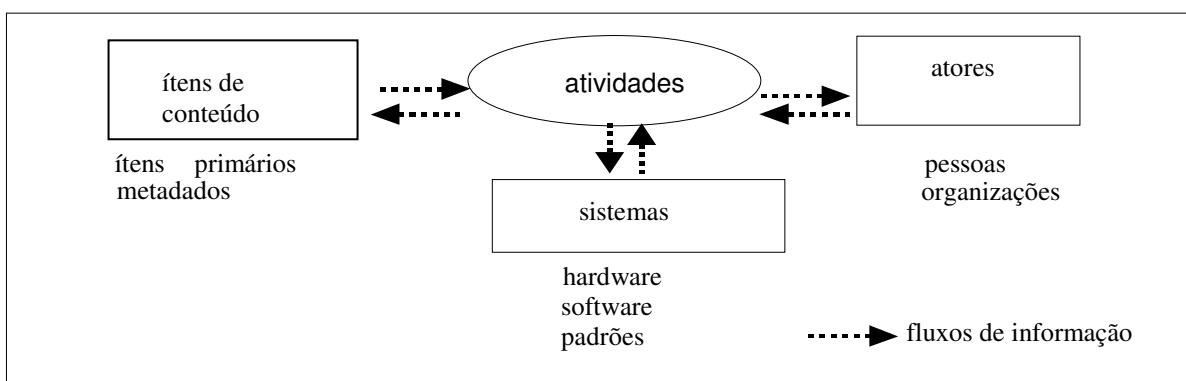 ítens de
conteúdo
atividades
atores
ítens primários
metadados
pessoas
organizações
sistemas
hardware
software
padrões
fluxos de informação